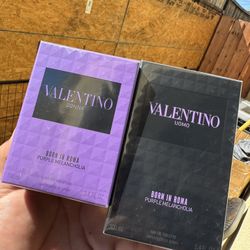 VALENTINO
DONNA
BORN IN ROMA
PURPLE MELANCHOLIA
VALENTINO
UOMO
BORN IN ROMA
PURPLE MELANCHOLIA